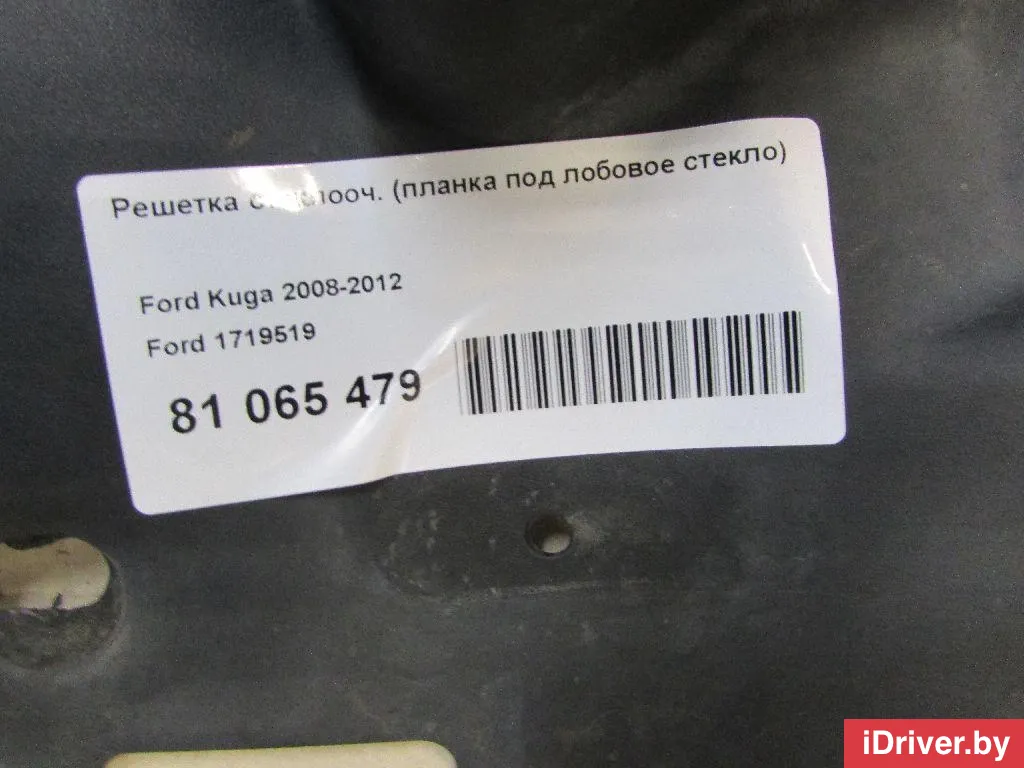 Решетка (планка под лобовое стекло)
Ford Kuga 2008-2012
Ford 1719519
81 065 479
iDriver.by